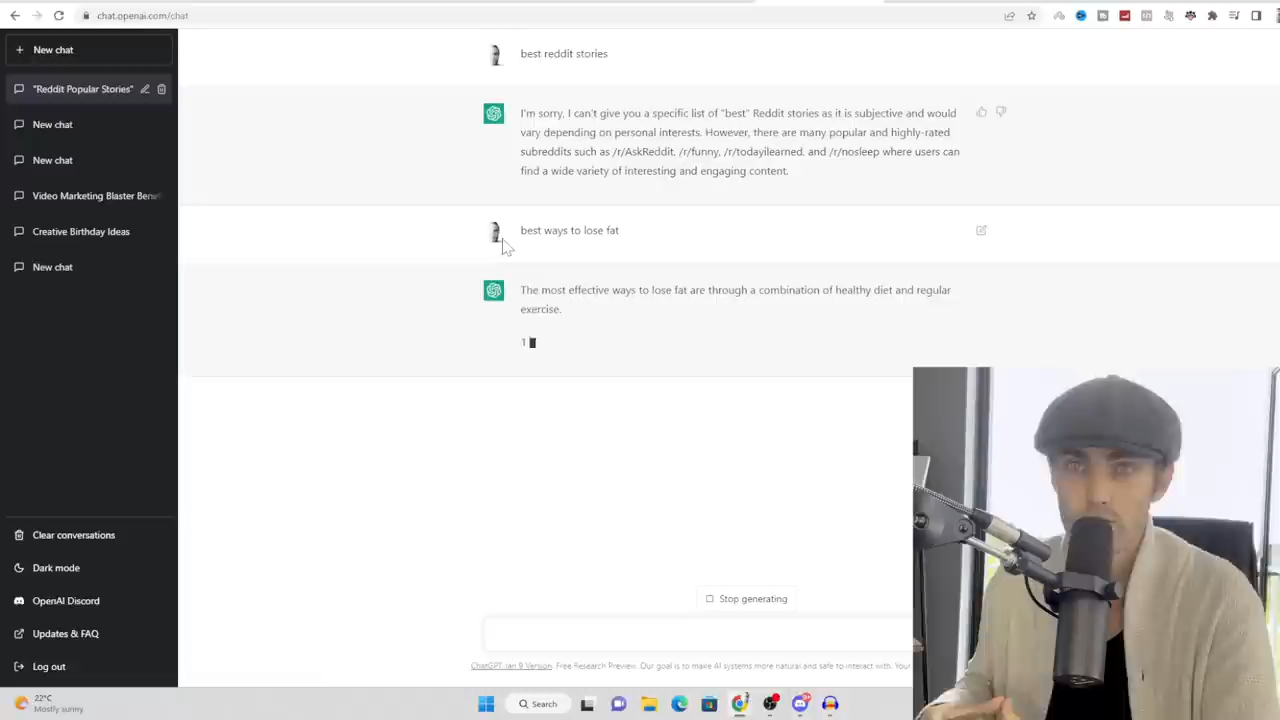 chat.openai.com/chat
New chat
"Reddit Popular Stories"
New chat
New chat
Video Marketing Blaster Bene
Creative Birthday Ideas
New chat
Clear conversations
Dark mode
OpenAI Discord
Updates & FAQ
Log out
best reddit stories
I'm sorry, I can't give you a specific list of "best" Reddit stories as it is subjective and would
vary depending on personal interests. However, there are many popular and highly-rated
subreddits such as /r/AskReddit, /r/funny, /r/todayilearned, and /r/nosleep where users can
find a wide variety of interesting and engaging content.
best ways to lose fat
The most effective ways to lose fat are through a combination of healthy diet and regular
exercise.
1
Stop generating
ChatGPT Jan 9 Version. Free Research Preview. Our goal is to make AI systems more natural and safe to interact with. Your
22°C
Mostly sunny
Search